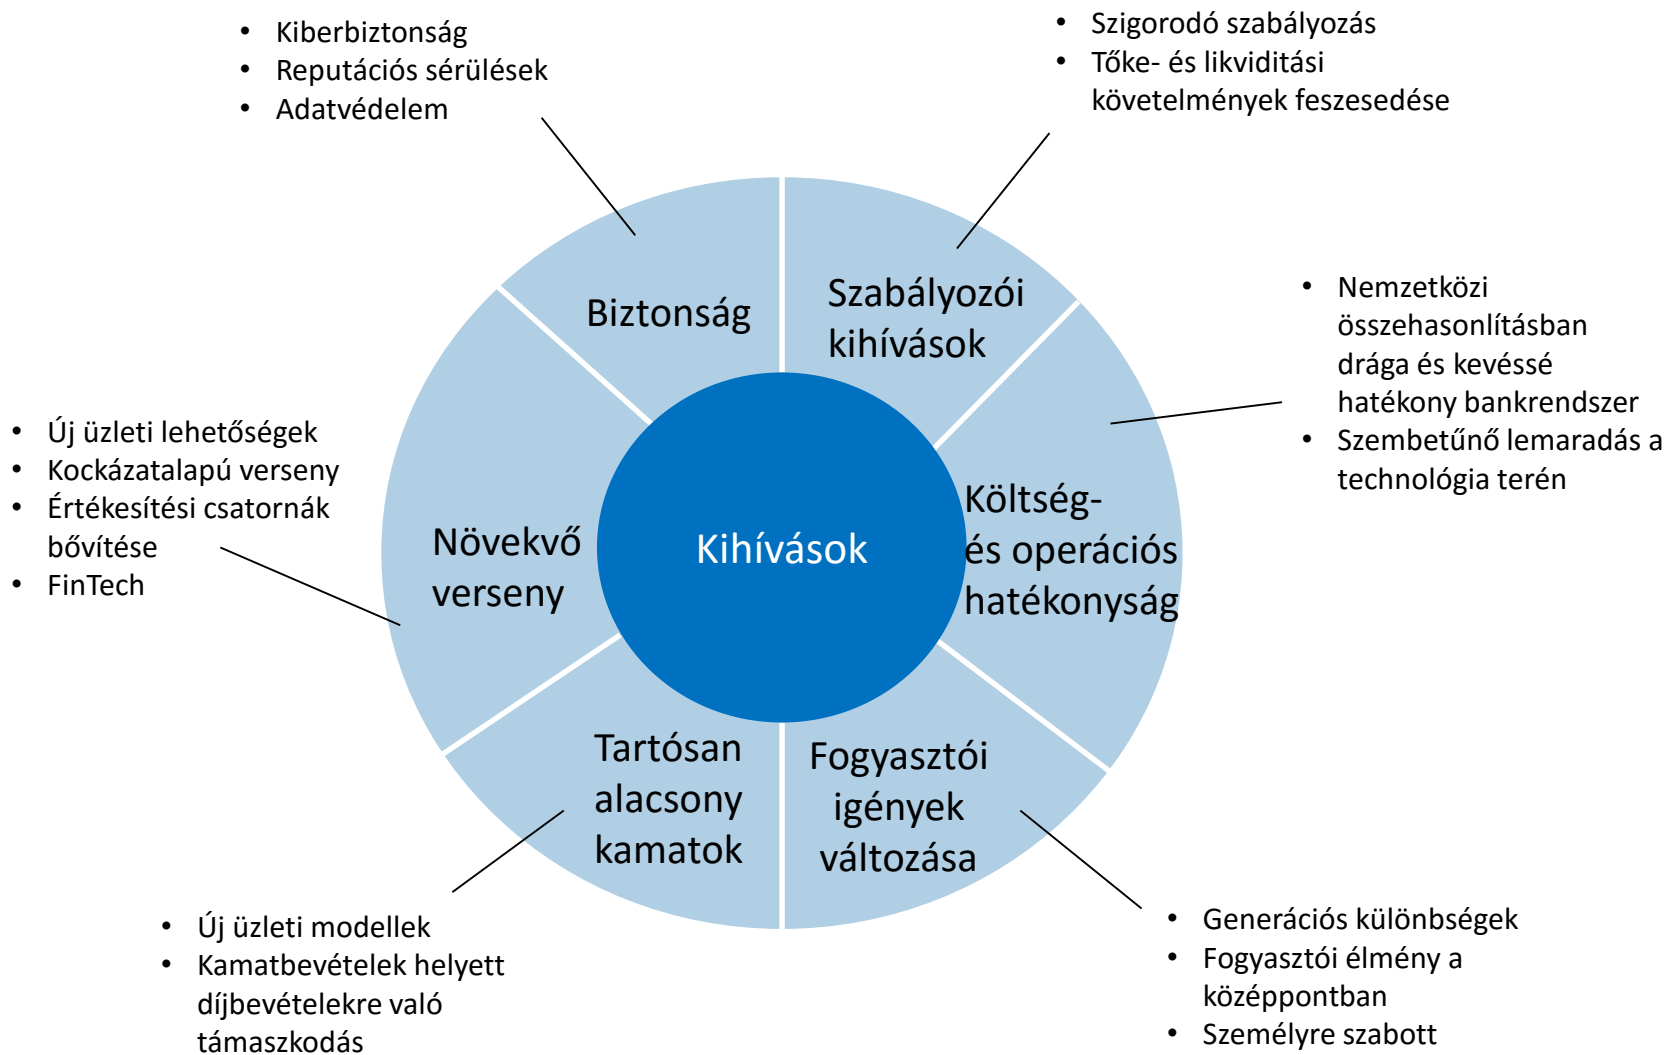 • Kiberbiztonság
• Reputációs sérülések
• Adatvédelem
• Szigorodó szabályozás
• Tőke- és likviditási
követelmények feszesedése
Biztonság
Szabályozói
kihívások
• Nemzetközi
összehasonlításban
drága és kevéssé
hatékony bankrendszer
• Szembetűnő lemaradás a
technológia terén
• Új üzleti lehetőségek
• Kockázatalapú verseny
• Értékesítési csatornák
bővítése
• FinTech
Növekvő
verseny
Kihívások
Költség-
és operációs
hatékonyság
Tartósan
alacsony
kamatok
Fogyasztói
igények
változása
• Új üzleti modellek
• Kamatbevételek helyett
díjbevételekre való
támaszkodás
• Generációs különbségek
• Fogyasztói élmény a
középpontban
• Személyre szabott